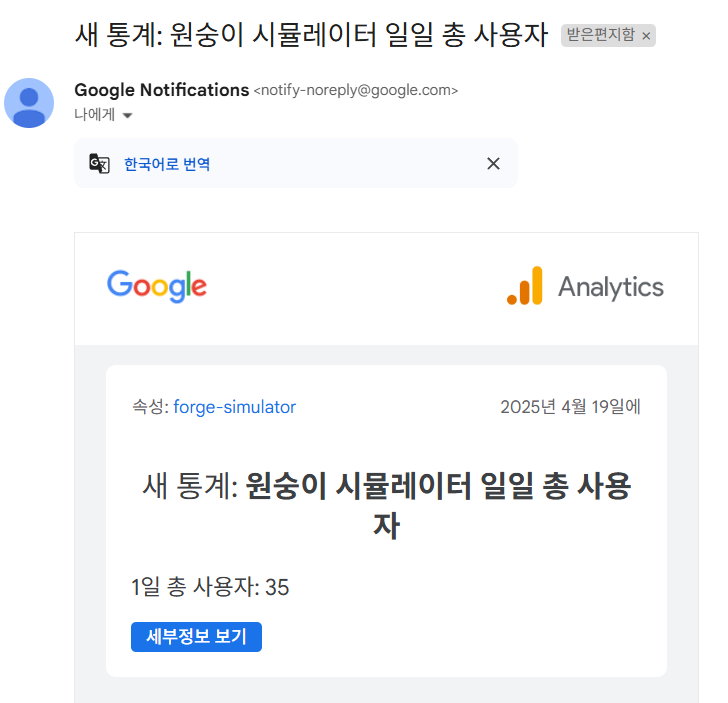 새 통계: 원숭이 시뮬레이터 일일 총 사용자 받은편지함 ×
Google Notifications <notify-noreply@google.com>
나에게
한국어로 번역
Google Analytics
속성: forge-simulator 2025년 4월 19일에
새 통계: 원숭이 시뮬레이터 일일 총 사용
자
1일 총 사용자: 35
세부정보 보기